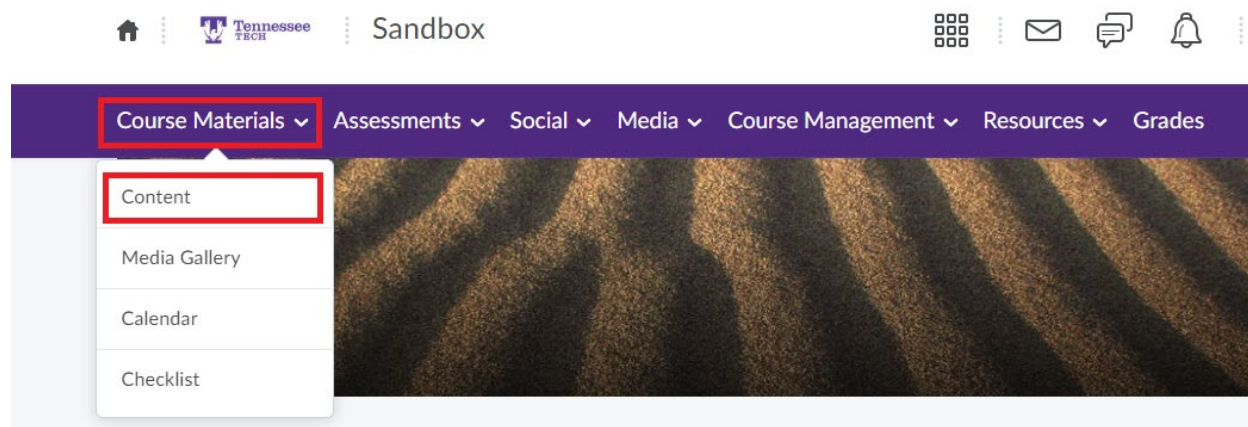 Tennessee
TECH
Sandbox
Course Materials Assessments Social Media Course Management Resources Grades
Content
Media Gallery
Calendar
Checklist